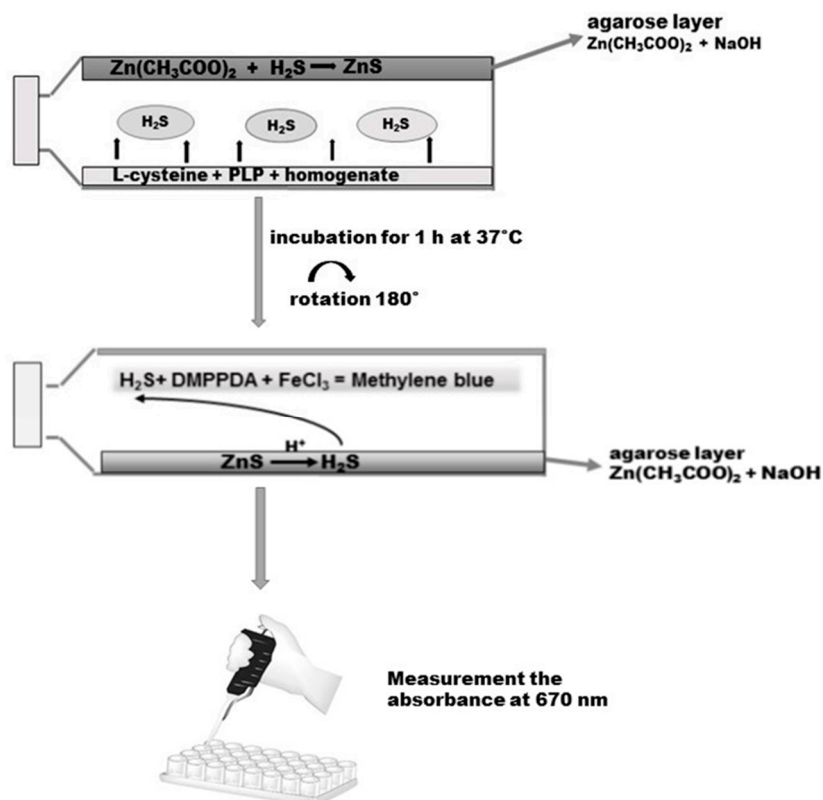 agarose layer
Zn(CH₃COO)₂ + NaOH
Zn(CH₃COO)₂ + H₂S → ZnS
H₂S
H₂S
H₂S
L-cysteine + PLP + homogenate
incubation for 1 h at 37˚C
rotation 180˚
H₂S+ DMPPDA + FeCl₃ = Methylene blue
H⁺
ZnS → H₂S
agarose layer
Zn(CH₃COO)₂ + NaOH
Measurement the
absorbance at 670 nm